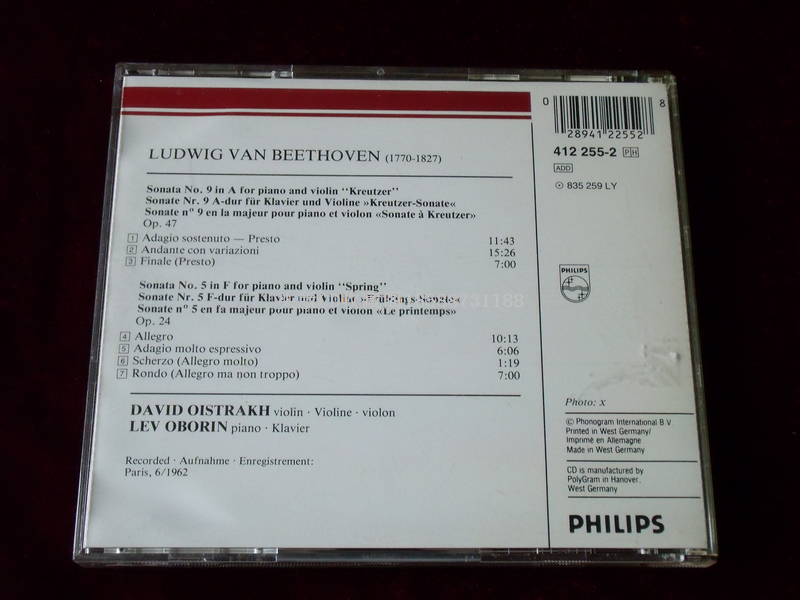 LUDWIG VAN BEETHOVEN (1770-1827)
Sonata No. 9 in A for piano and violin “Kreutzer”
Sonate Nr. 9 A-dur für Klavier und Violine »Kreutzer-Sonate«
Sonate n° 9 en la majeur pour piano et violon «Sonate à Kreutzer»
Op. 47
1 Adagio sostenuto — Presto 11:43
2 Andante con variazioni 15:26
3 Finale (Presto) 7:00
Sonata No. 5 in F for piano and violin “Spring”
Sonate Nr. 5 F-dur für Klavier und Violine
Sonate n° 5 en fa majeur pour piano et violon «Le printemps»
Op. 24
4 Allegro 10:13
5 Adagio molto espressivo 6:06
6 Scherzo (Allegro molto) 1:19
7 Rondo (Allegro ma non troppo) 7:00
DAVID OISTRAKH violin · Violine · violon
LEV OBORIN piano · Klavier
Recorded · Aufnahme · Enregistrement:
Paris, 6/1962
0 28941 22552 8
412 255-2 PH
ADD
835 259 LY
PHILIPS
Photo: x
© Phonogram International B.V.
Printed in West Germany/
Imprimé en Allemagne
Made in West Germany
CD is manufactured by
PolyGram in Hanover,
West Germany
PHILIPS